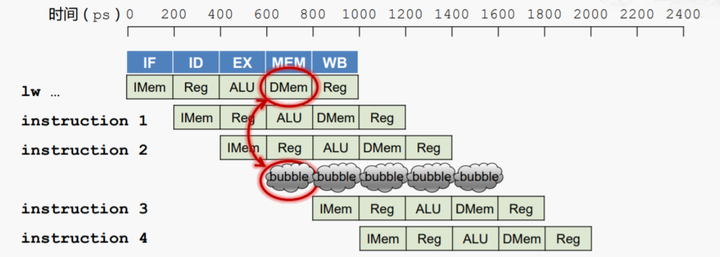 时间（ps） 0 200 400 600 800 1000 1200 1400 1600 1800 2000 2200 2400
IF ID EX MEM WB
lw … IMem Reg ALU DMem Reg
instruction 1 IMem Reg ALU DMem Reg
instruction 2 IMem Reg ALU DMem Reg
bubble bubble bubble bubble bubble
instruction 3 IMem Reg ALU DMem Reg
instruction 4 IMem Reg ALU DMem Reg